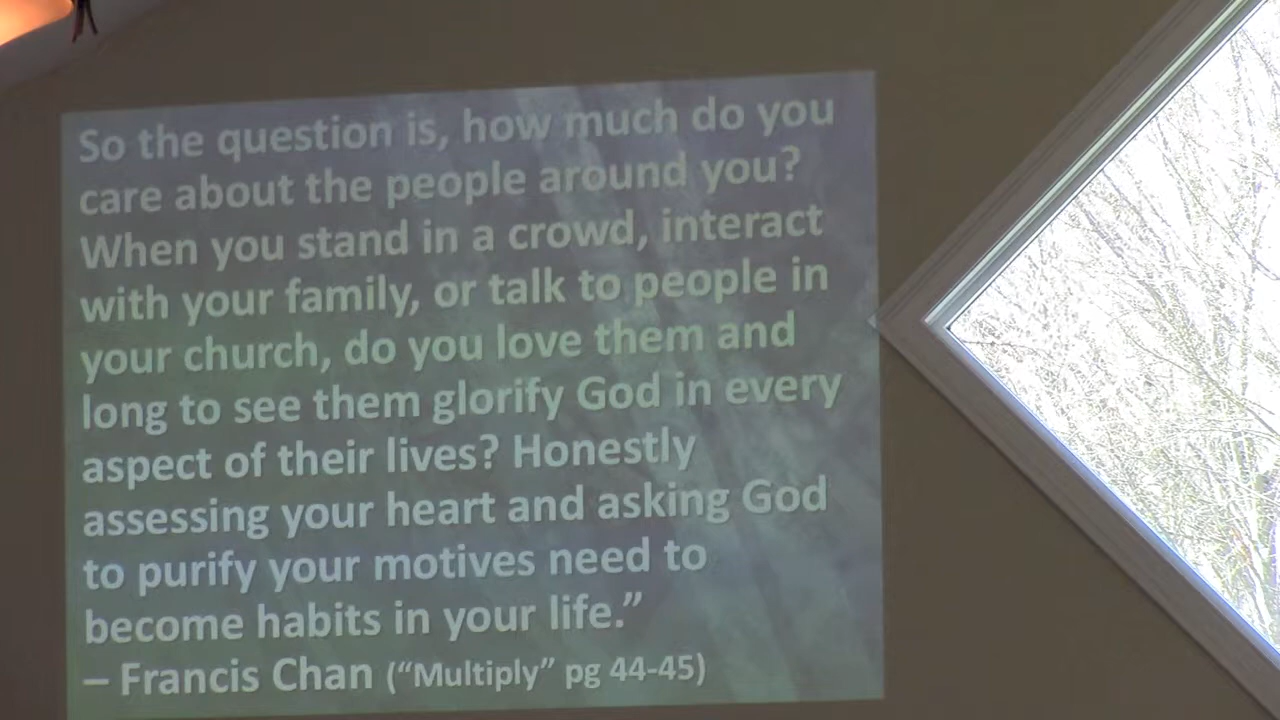 So the question is, how much do you
care about the people around you?
When you stand in a crowd, interact
with your family, or talk to people in
your church, do you love them and
long to see them glorify God in every
aspect of their lives? Honestly
assessing your heart and asking God
to purify your motives need to
become habits in your life.”
– Francis Chan (“Multiply” pg 44-45)